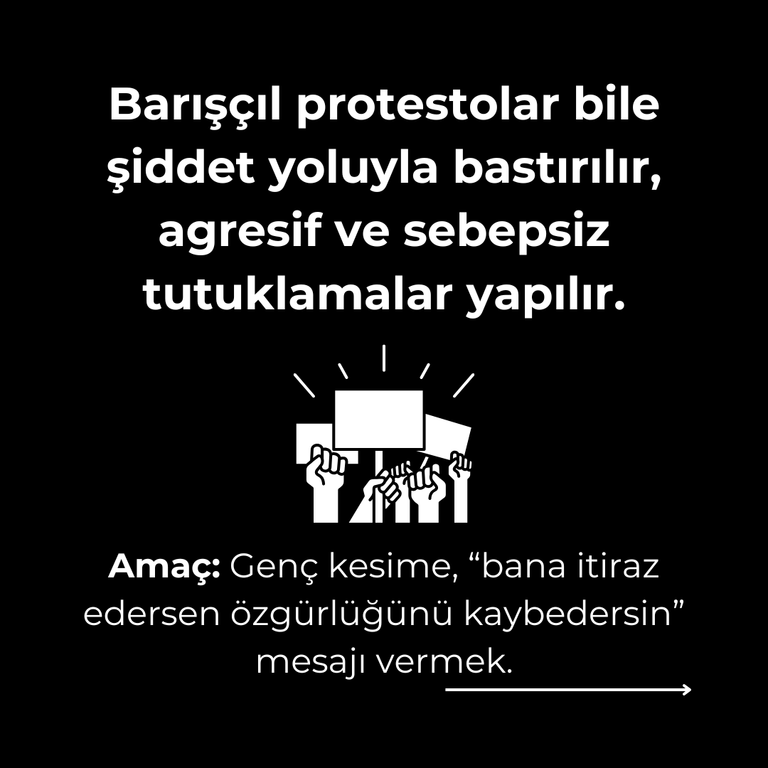 Barışçıl protestolar bile
şiddet yoluyla bastırılır,
agresif ve sebepsiz
tutuklamalar yapılır.
Amaç: Genç kesime, “bana itiraz
edersen özgürlüğünü kaybedersin”
mesajı vermek.